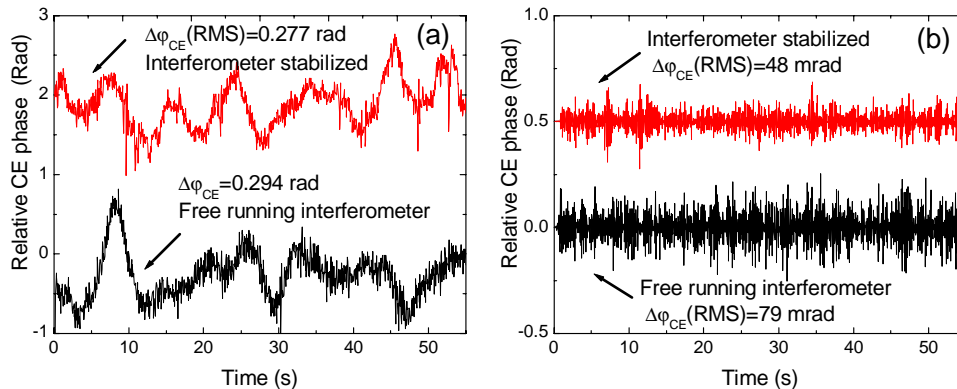 (a)
Δφ_CE(RMS)=0.277 rad
Interferometer stabilized
Δφ_CE=0.294 rad
Free running interferometer
Relative CE phase (Rad)
3
2
1
0
-1
0 10 20 30 40 50
Time (s)
(b)
Interferometer stabilized
Δφ_CE(RMS)=48 mrad
Free running interferometer
Δφ_CE(RMS)=79 mrad
Relative CE phase (Rad)
1.0
0.5
0.0
-0.5
0 10 20 30 40 50
Time (s)